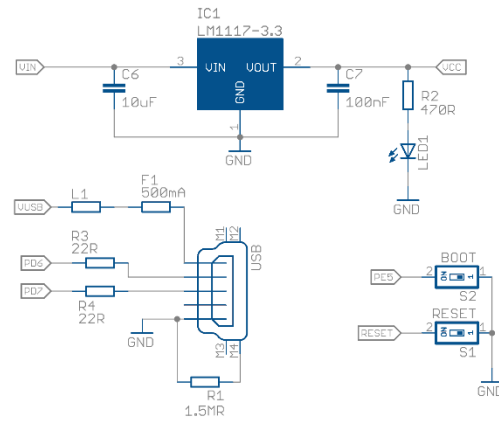 IC1
LM1117-3.3
VIN
C6
10uF
3
VIN
VOUT
GND
1
2
C7
100nF
VCC
R2
470R
LED1
GND
GND
L1
F1
500mA
VUSB
R3
22R
PD6
PD7
R4
22R
M1
M2
USB
M3
M4
GND
R1
1.5MR
BOOT
PE5
2
ON
1
1
S2
RESET
RESET
2
ON
1
1
S1
GND